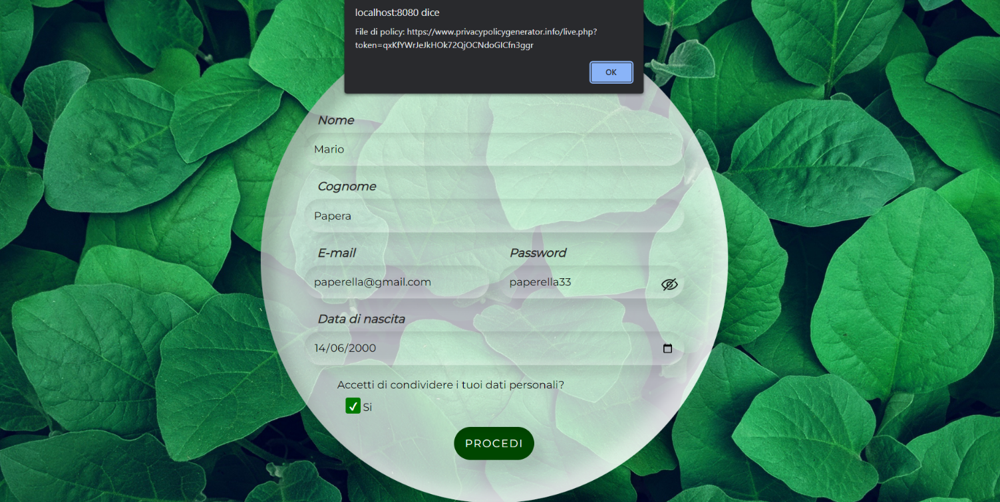 localhost:8080 dice
File di policy: https://www.privacypolicygenerator.info/live.php?
token=qxKfYWrJeJkHOk72QjOCNdoGlCfn3ggr
OK
Nome
Mario
Cognome
Papera
E-mail Password
paperella@gmail.com paperella33
Data di nascita
14/06/2000
Accetti di condividere i tuoi dati personali?
Si
PROCEDI